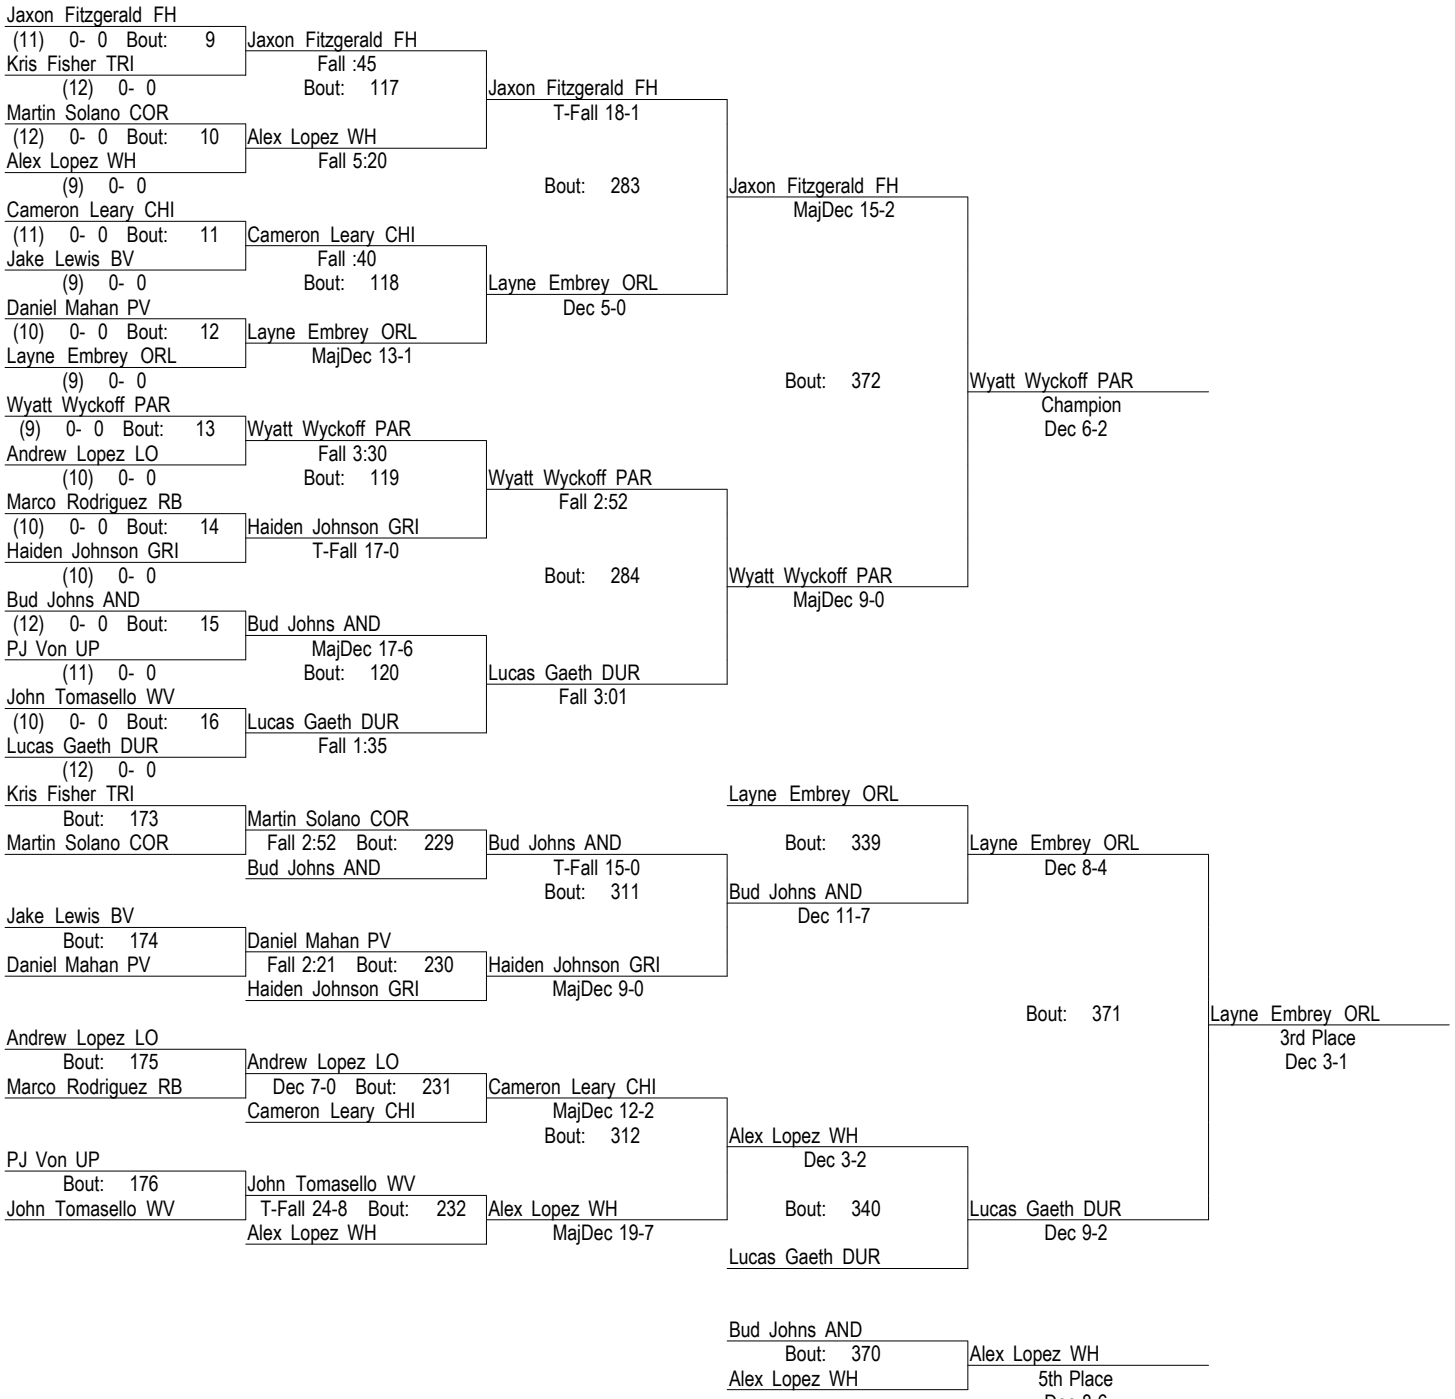 Jaxon Fitzgerald FH
(11) 0- 0 Bout: 9 Jaxon Fitzgerald FH
Kris Fisher TRI Fall :45
(12) 0- 0 Bout: 117 Jaxon Fitzgerald FH
Martin Solano COR T-Fall 18-1
(12) 0- 0 Bout: 10 Alex Lopez WH
Alex Lopez WH Fall 5:20
(9) 0- 0 Bout: 283 Jaxon Fitzgerald FH
Cameron Leary CHI MajDec 15-2
(11) 0- 0 Bout: 11 Cameron Leary CHI
Jake Lewis BV Fall :40
(9) 0- 0 Bout: 118 Layne Embrey ORL
Daniel Mahan PV Dec 5-0
(10) 0- 0 Bout: 12 Layne Embrey ORL
Layne Embrey ORL MajDec 13-1
(9) 0- 0 Bout: 372 Wyatt Wyckoff PAR
Wyatt Wyckoff PAR Champion
(9) 0- 0 Bout: 13 Wyatt Wyckoff PAR Dec 6-2
Andrew Lopez LO Fall 3:30
(10) 0- 0 Bout: 119 Wyatt Wyckoff PAR
Marco Rodriguez RB Fall 2:52
(10) 0- 0 Bout: 14 Haiden Johnson GRI
Haiden Johnson GRI T-Fall 17-0
(10) 0- 0 Bout: 284 Wyatt Wyckoff PAR
Bud Johns AND MajDec 9-0
(12) 0- 0 Bout: 15 Bud Johns AND
PJ Von UP MajDec 17-6
(11) 0- 0 Bout: 120 Lucas Gaeth DUR
John Tomasello WV Fall 3:01
(10) 0- 0 Bout: 16 Lucas Gaeth DUR
Lucas Gaeth DUR Fall 1:35
(12) 0- 0
Kris Fisher TRI Layne Embrey ORL
Bout: 173 Martin Solano COR
Martin Solano COR Fall 2:52 Bout: 229 Bud Johns AND Bout: 339 Layne Embrey ORL
Bud Johns AND T-Fall 15-0 Dec 8-4
Bout: 311 Bud Johns AND
Jake Lewis BV Dec 11-7
Bout: 174 Daniel Mahan PV
Daniel Mahan PV Fall 2:21 Bout: 230 Haiden Johnson GRI
Haiden Johnson GRI MajDec 9-0
Bout: 371 Layne Embrey ORL
Andrew Lopez LO 3rd Place
Bout: 175 Andrew Lopez LO Dec 3-1
Marco Rodriguez RB Dec 7-0 Bout: 231 Cameron Leary CHI
Cameron Leary CHI MajDec 12-2
Bout: 312 Alex Lopez WH
PJ Von UP Dec 3-2
Bout: 176 John Tomasello WV
John Tomasello WV T-Fall 24-8 Bout: 232 Alex Lopez WH Bout: 340 Lucas Gaeth DUR
Alex Lopez WH MajDec 19-7 Dec 9-2
Lucas Gaeth DUR
Bud Johns AND
Bout: 370 Alex Lopez WH
Alex Lopez WH 5th Place